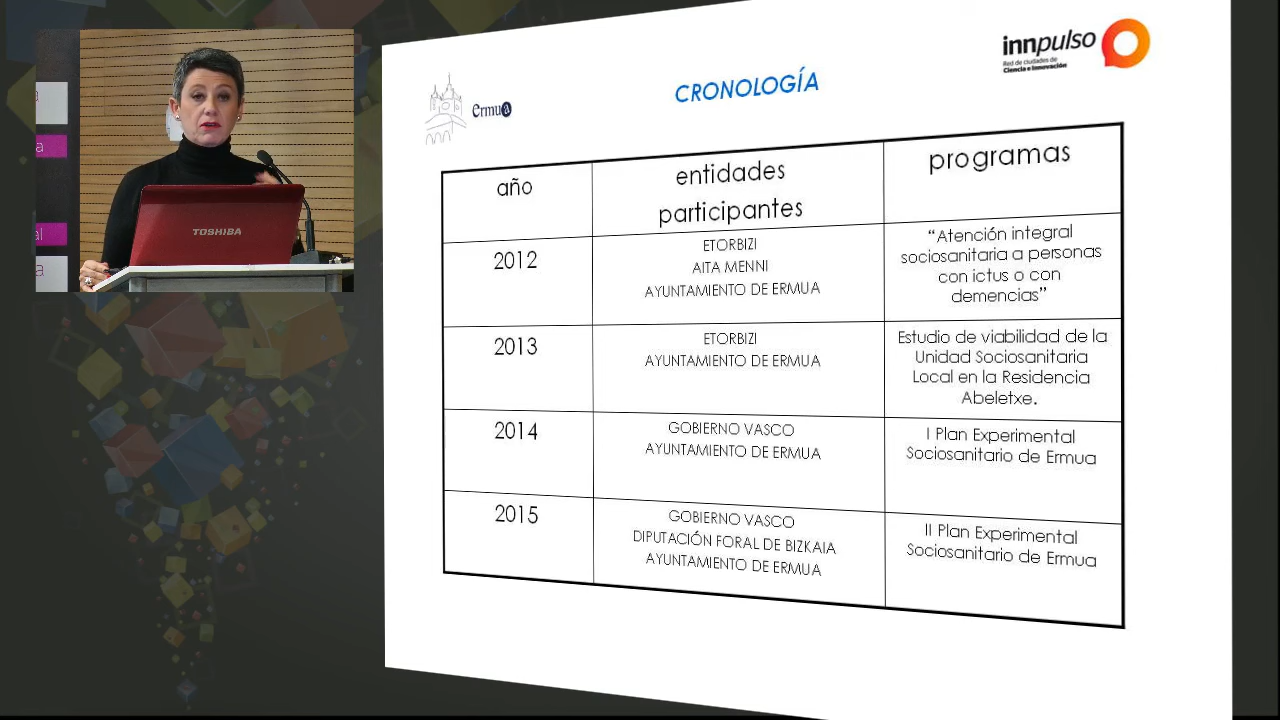 TOSHIBA
ermua
CRONOLOGÍA
innpulso
Red de ciudades de
Ciencia e Innovación
año
entidades
participantes
programas
2012
ETORBIZI
AITA MENNI
AYUNTAMIENTO DE ERMUA
“Atención integral
sociosanitaria a personas
con ictus o con
demencias”
2013
ETORBIZI
AYUNTAMIENTO DE ERMUA
Estudio de viabilidad de la
Unidad Sociosanitaria
Local en la Residencia
Abeletxe.
2014
GOBIERNO VASCO
AYUNTAMIENTO DE ERMUA
I Plan Experimental
Sociosanitario de Ermua
2015
GOBIERNO VASCO
DIPUTACIÓN FORAL DE BIZKAIA
AYUNTAMIENTO DE ERMUA
II Plan Experimental
Sociosanitario de Ermua